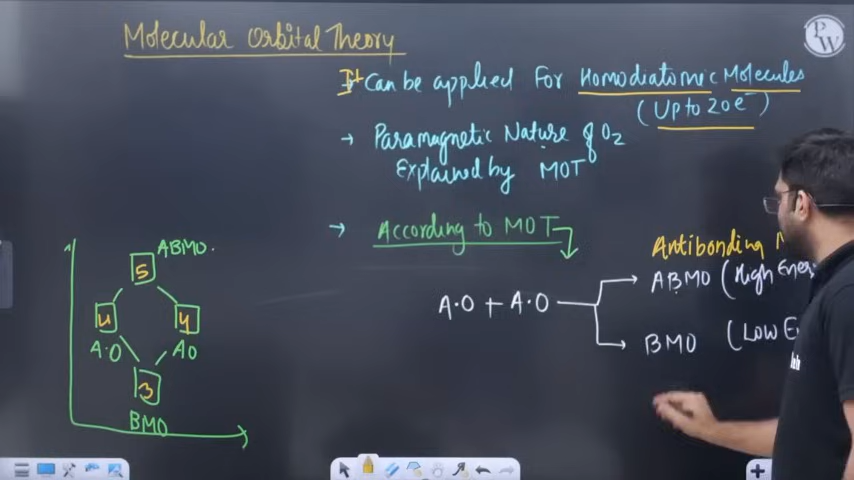 Molecular Orbital Theory
P
W
It Can be applied For Homodiatomic Molecules
(Up to 20e⁻)
→ Paramagnetic Nature of O₂
Explained by MOT
→ According to MOT
Antibonding
A·O + A·O
ABMO (High Ener
BMO (Low E
ABMO.
5
4 4
A·O AO
3
BMO